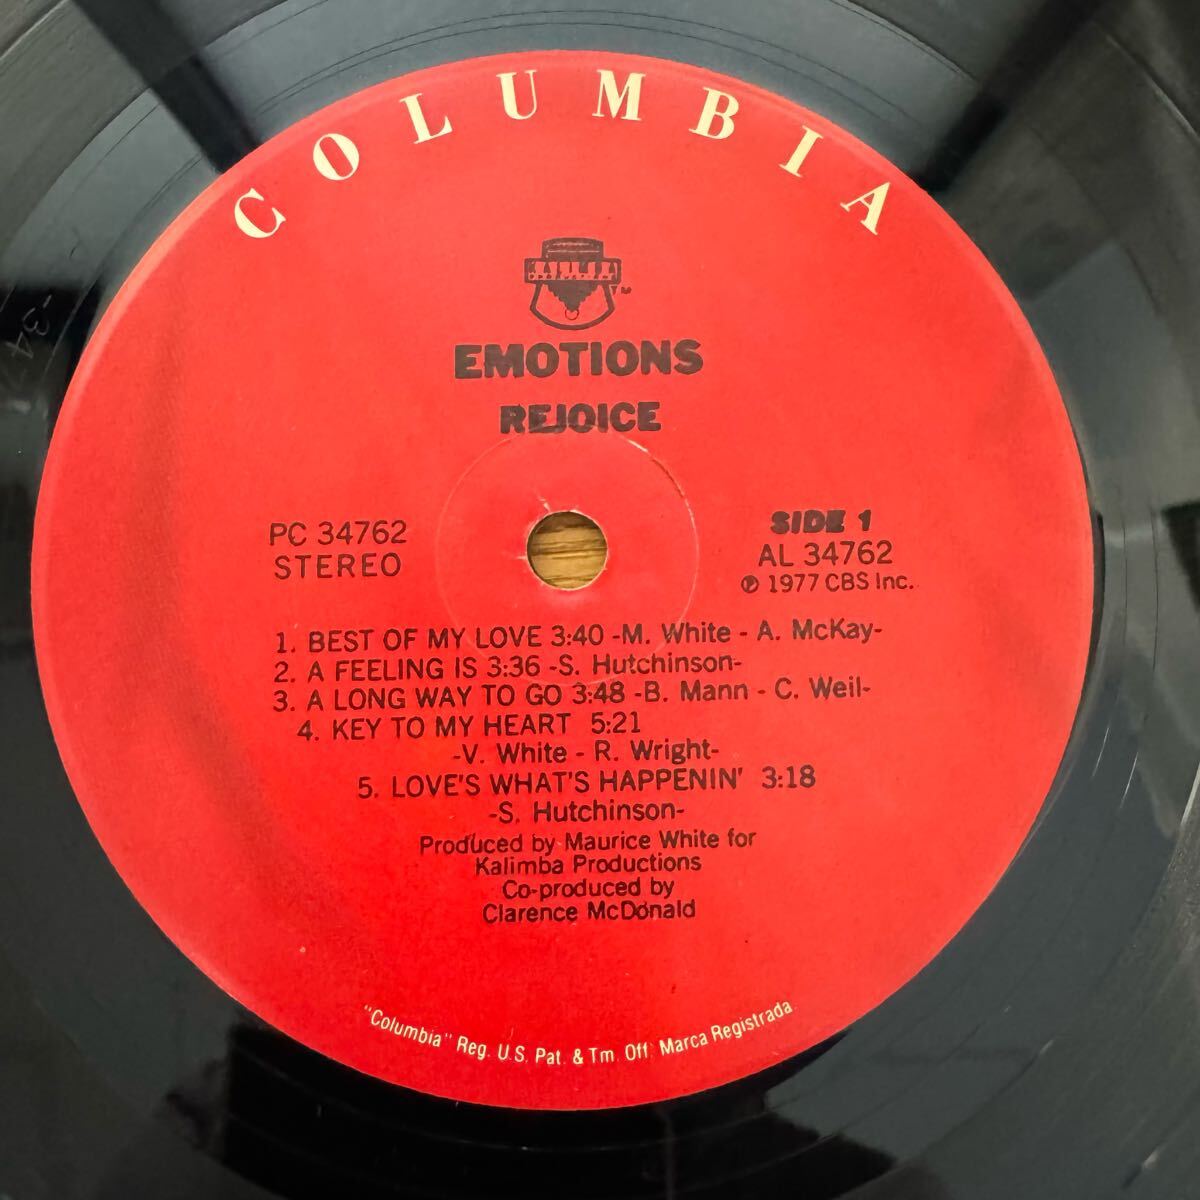 COLUMBIA
TM
EMOTIONS
REJOICE
PC 34762
STEREO
SIDE 1
AL 34762
℗ 1977 CBS Inc.
1. BEST OF MY LOVE 3:40 -M. White - A. McKay-
2. A FEELING IS 3:36 -S. Hutchinson-
3. A LONG WAY TO GO 3:48 -B. Mann - C. Weil-
4. KEY TO MY HEART 5:21
-V. White - R. Wright-
5. LOVE'S WHAT'S HAPPENIN' 3:18
-S. Hutchinson-
Produced by Maurice White for
Kalimba Productions
Co-produced by
Clarence McDonald
"Columbia" Reg. U.S. Pat. & Tm. Off. Marca Registrada.